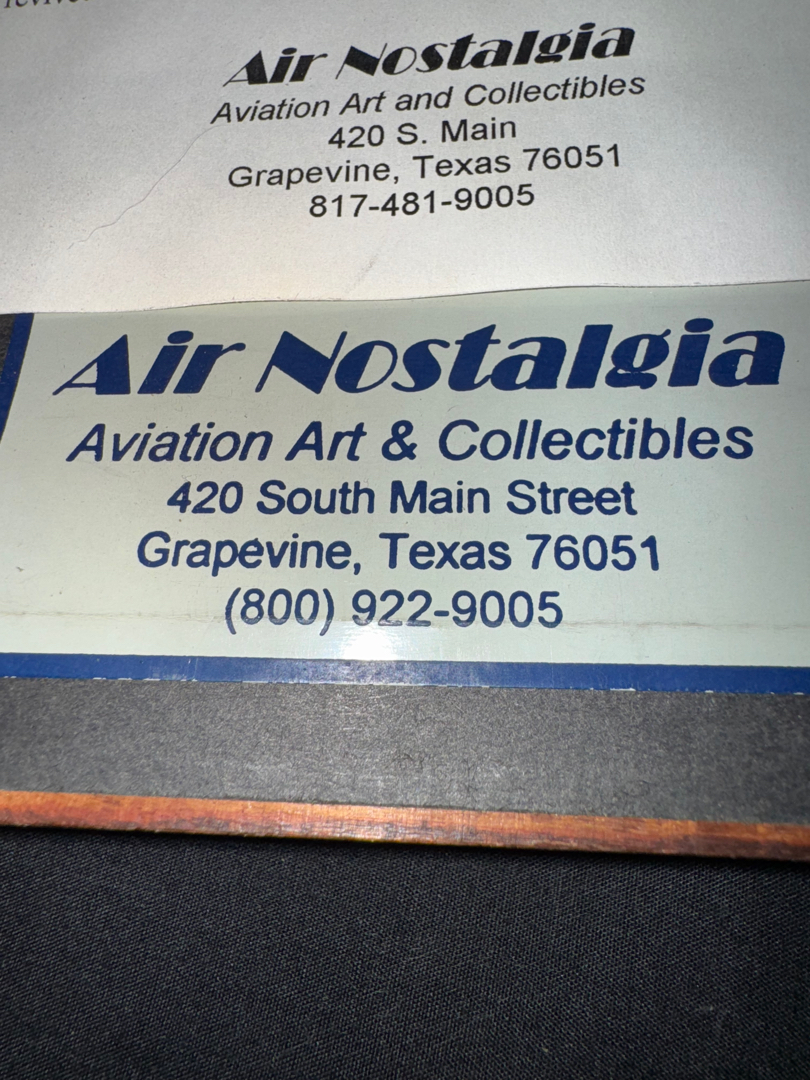 Air Nostalgia
Aviation Art and Collectibles
420 S. Main
Grapevine, Texas 76051
817-481-9005
Air Nostalgia
Aviation Art & Collectibles
420 South Main Street
Grapevine, Texas 76051
(800) 922-9005